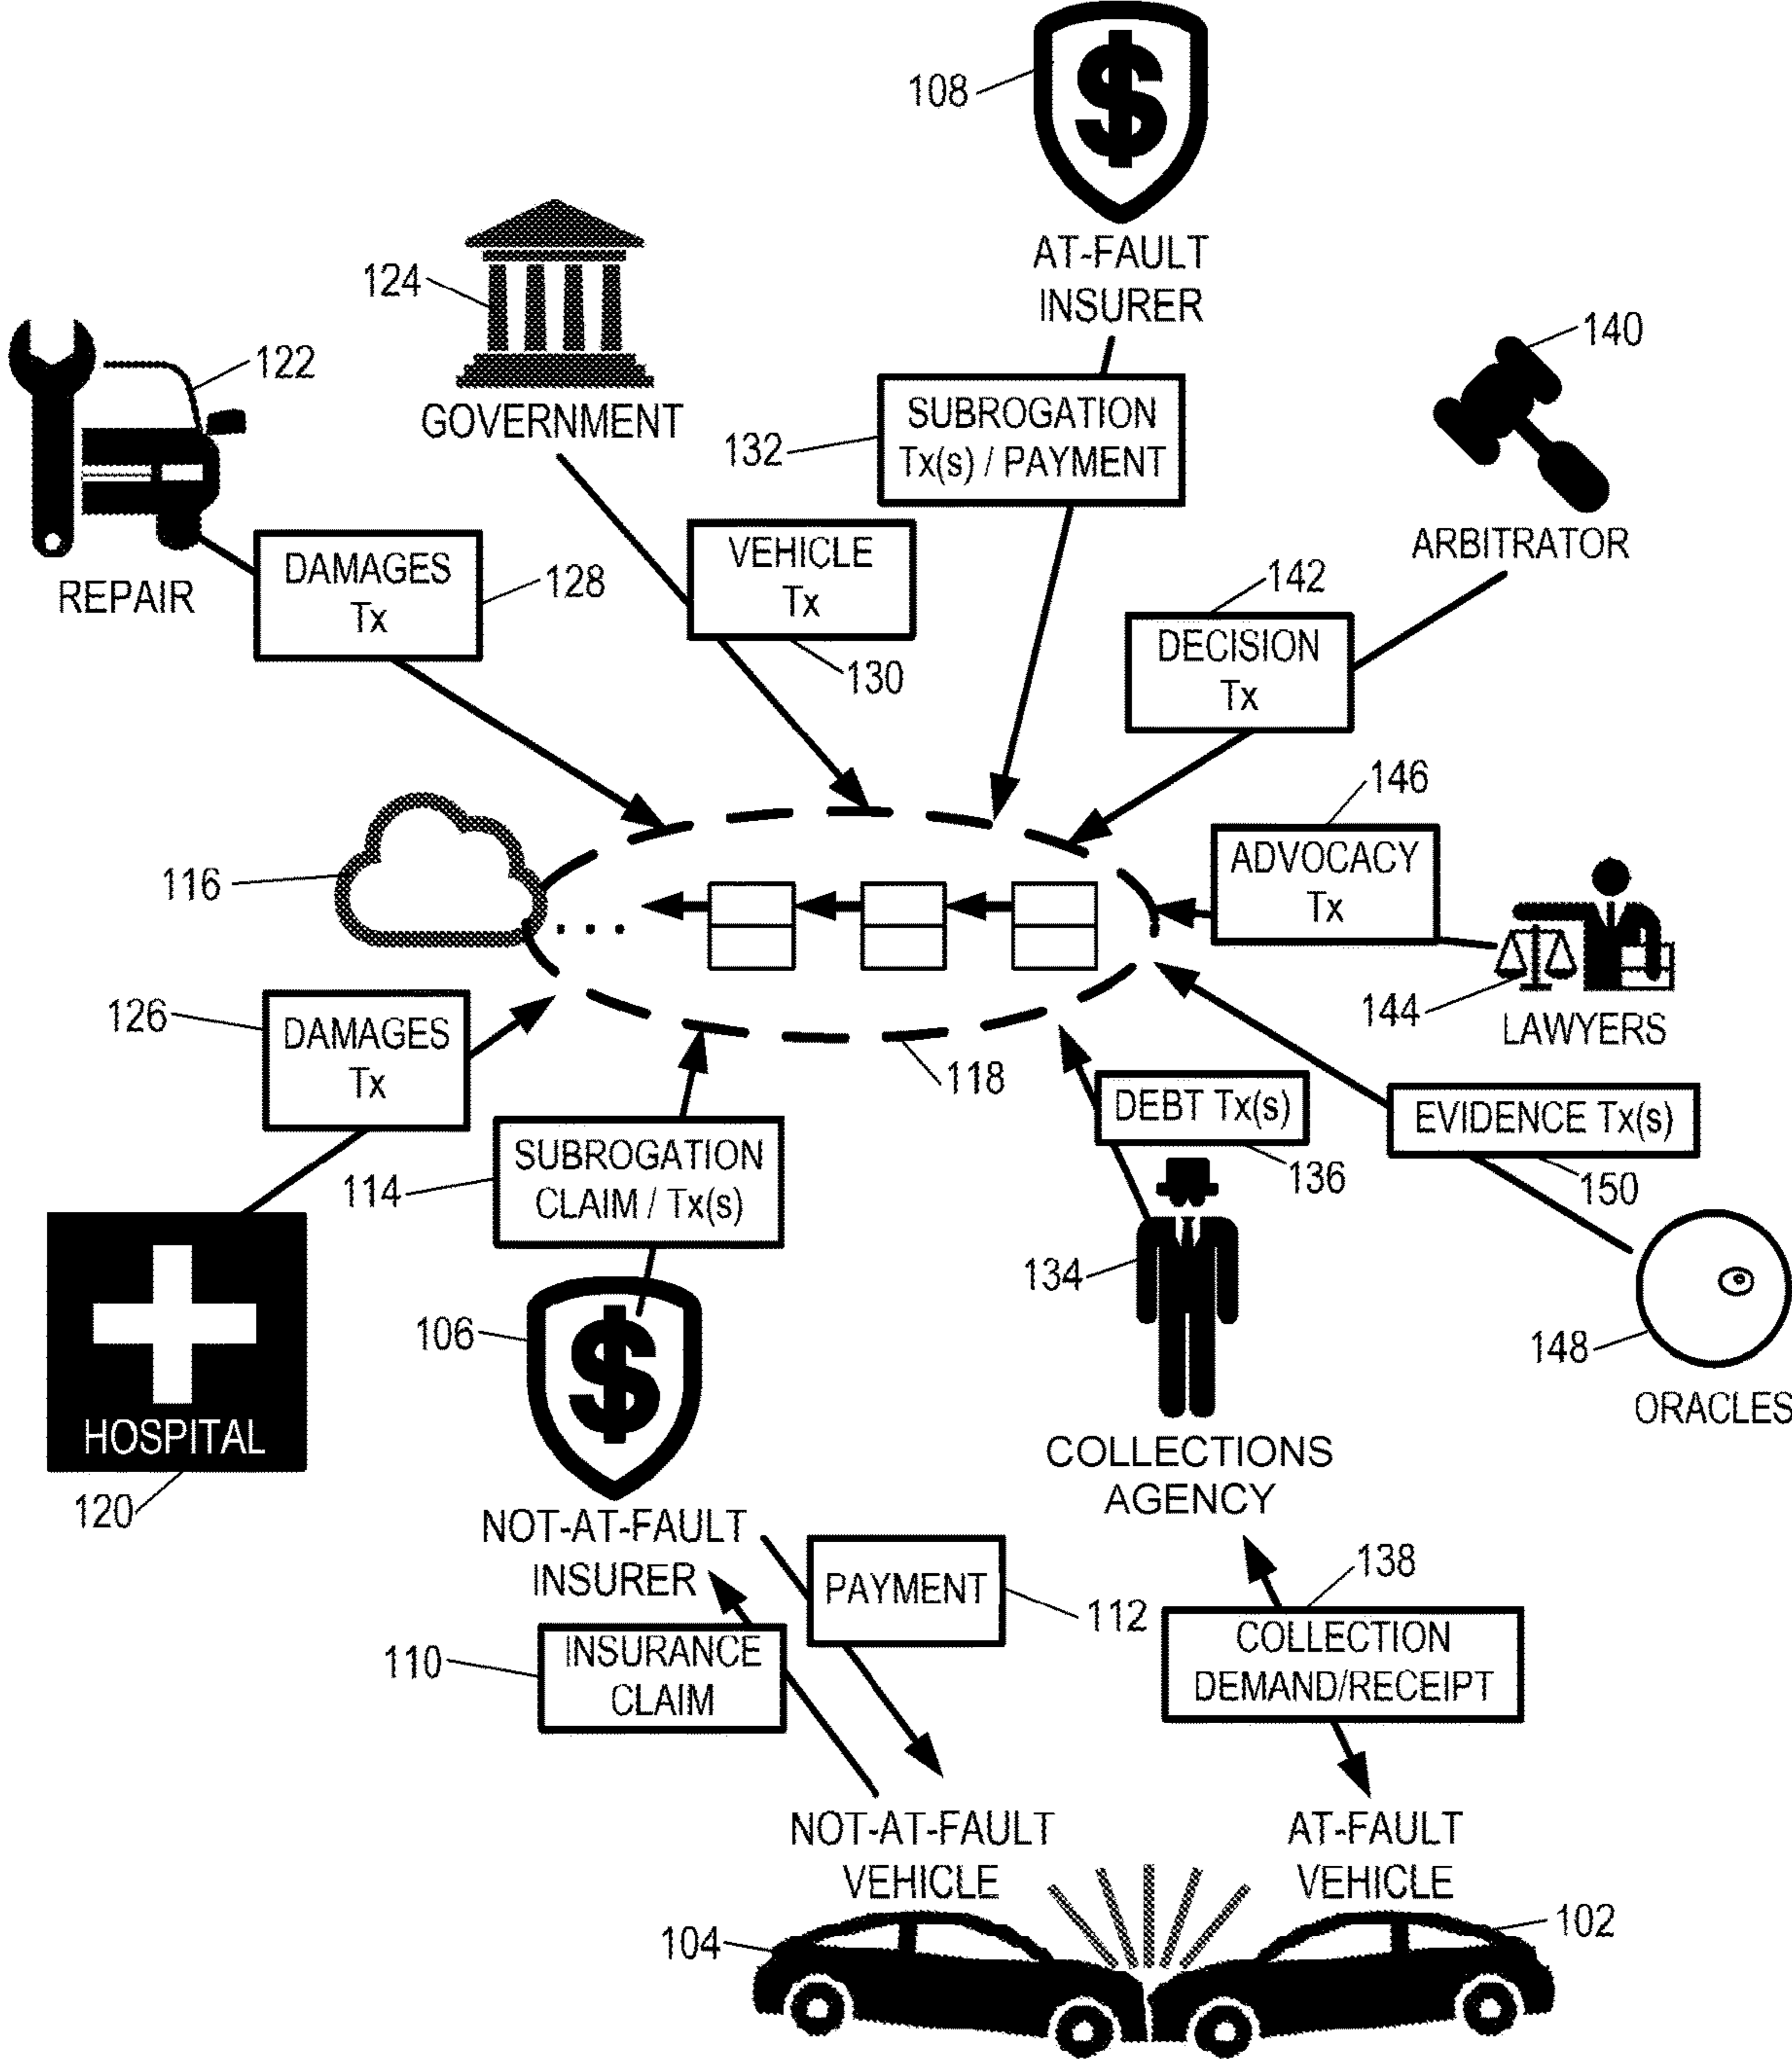 108
$
AT-FAULT
INSURER
124
GOVERNMENT
140
122
REPAIR
132
SUBROGATION
Tx(s) / PAYMENT
ARBITRATOR
DAMAGES
Tx
128
VEHICLE
Tx
130
142
DECISION
Tx
146
ADVOCACY
Tx
116
...
144
LAWYERS
126
DAMAGES
Tx
118
114
SUBROGATION
CLAIM / Tx(s)
DEBT Tx(s)
136
EVIDENCE Tx(s)
150
134
106
$
148
ORACLES
HOSPITAL
120
COLLECTIONS
AGENCY
NOT-AT-FAULT
INSURER
PAYMENT
112
138
110
INSURANCE
CLAIM
COLLECTION
DEMAND/RECEIPT
NOT-AT-FAULT
VEHICLE
AT-FAULT
VEHICLE
104
102